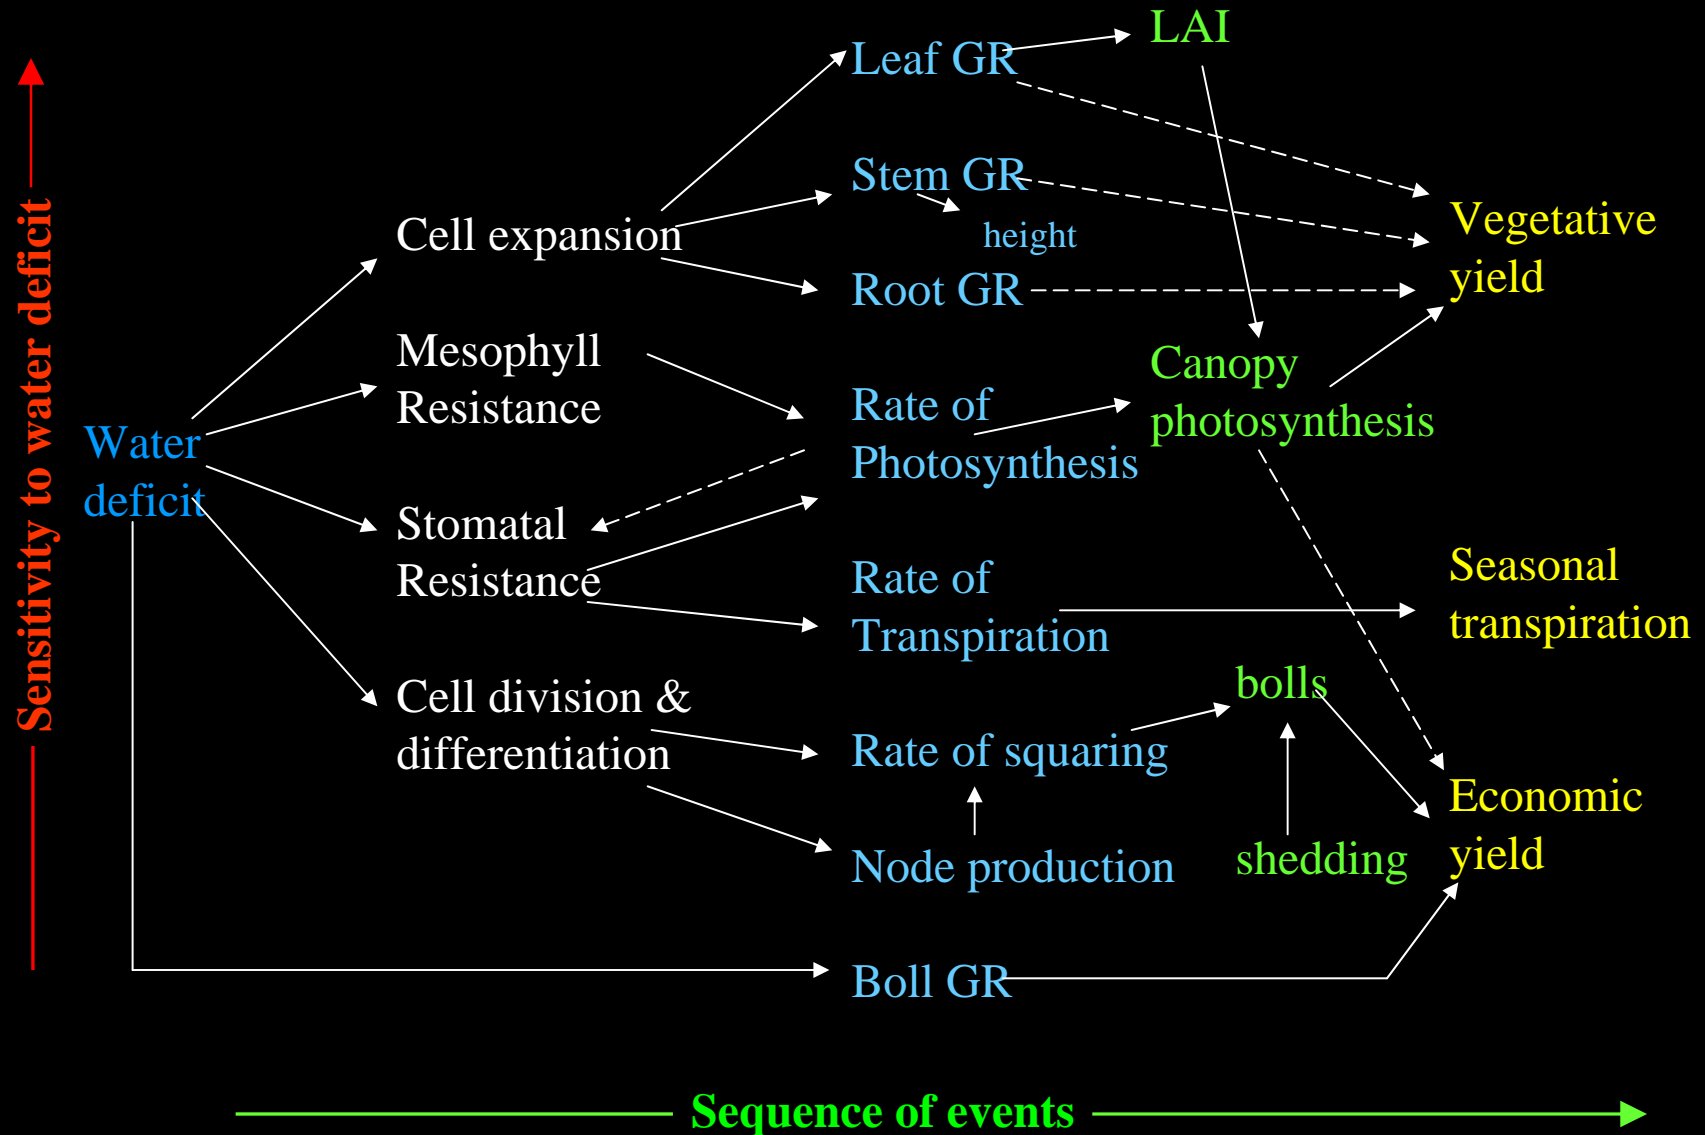 Sensitivity to water deficit
Water
deficit
Cell expansion
Mesophyll
Resistance
Stomatal
Resistance
Cell division &
differentiation
Leaf GR
Stem GR
height
Root GR
Rate of
Photosynthesis
Rate of
Transpiration
Rate of squaring
Node production
Boll GR
LAI
Canopy
photosynthesis
bolls
shedding
Vegetative
yield
Seasonal
transpiration
Economic
yield
Sequence of events